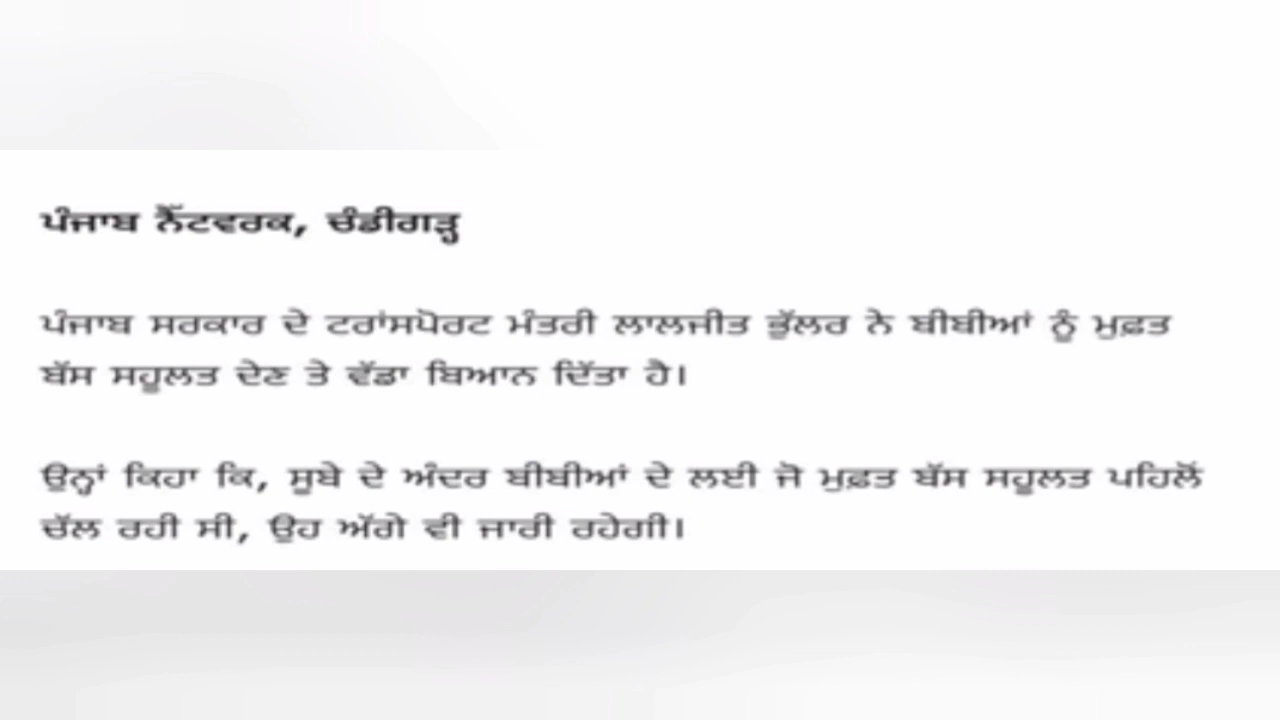 ਪੰਜਾਬ ਨੈੱਟਵਰਕ, ਚੰਡੀਗੜ੍ਹ
ਪੰਜਾਬ ਸਰਕਾਰ ਦੇ ਟਰਾਂਸਪੋਰਟ ਮੰਤਰੀ ਲਾਲਜੀਤ ਭੁੱਲਰ ਨੇ ਬੀਬੀਆਂ ਨੂੰ ਮੁਫ਼ਤ
ਬੱਸ ਸਹੂਲਤ ਦੇਣ ਤੇ ਵੱਡਾ ਬਿਆਨ ਦਿੱਤਾ ਹੈ।
ਉਨ੍ਹਾਂ ਕਿਹਾ ਕਿ, ਸੂਬੇ ਦੇ ਅੰਦਰ ਬੀਬੀਆਂ ਦੇ ਲਈ ਜੋ ਮੁਫ਼ਤ ਬੱਸ ਸਹੂਲਤ ਪਹਿਲੋਂ
ਚੱਲ ਰਹੀ ਸੀ, ਉਹ ਅੱਗੇ ਵੀ ਜਾਰੀ ਰਹੇਗੀ।